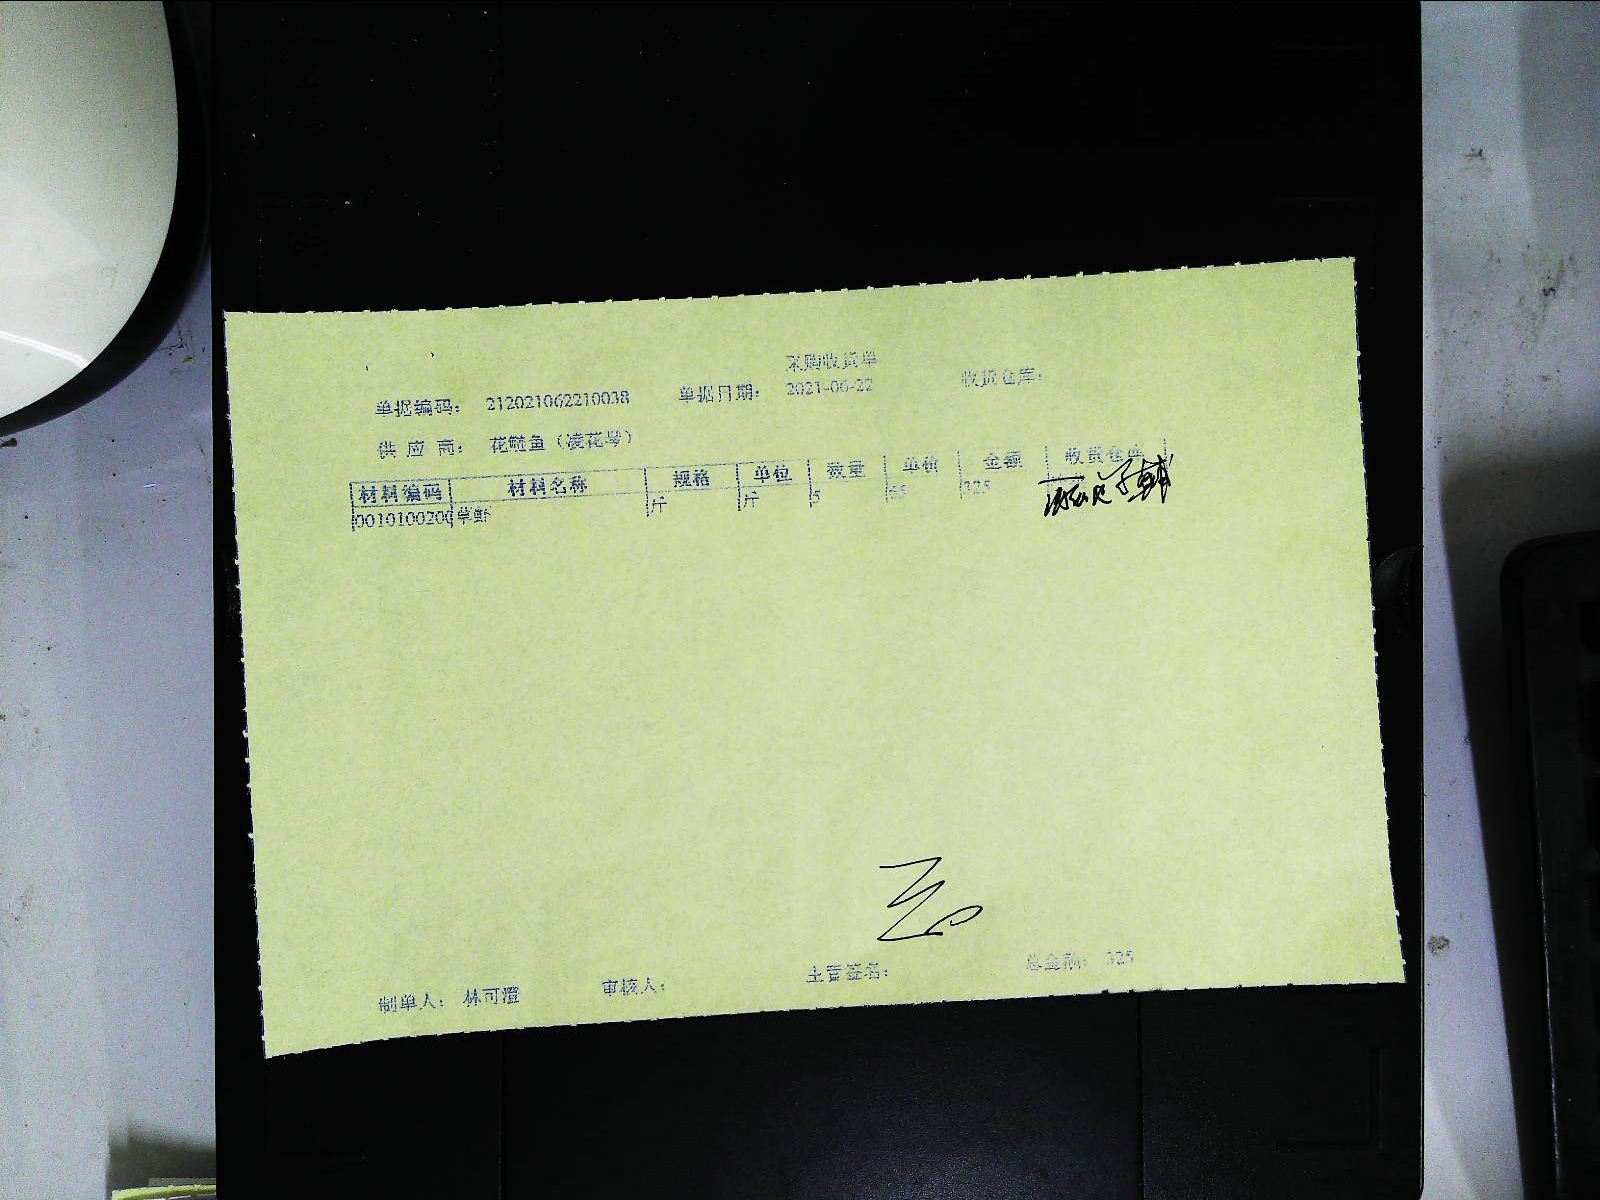 采购收货单
单据编码： 212021062210038 单据日期： 2021-06-22 收货仓库：
供 应 商： 花鲢鱼（凌花琴）
材料编码 材料名称 规格 单位 数量 单价 金额 收货仓库
0010100200 草虾 斤 斤 5 65 325
制单人： 林可澄 审核人： 主管签名： 总金额： 325